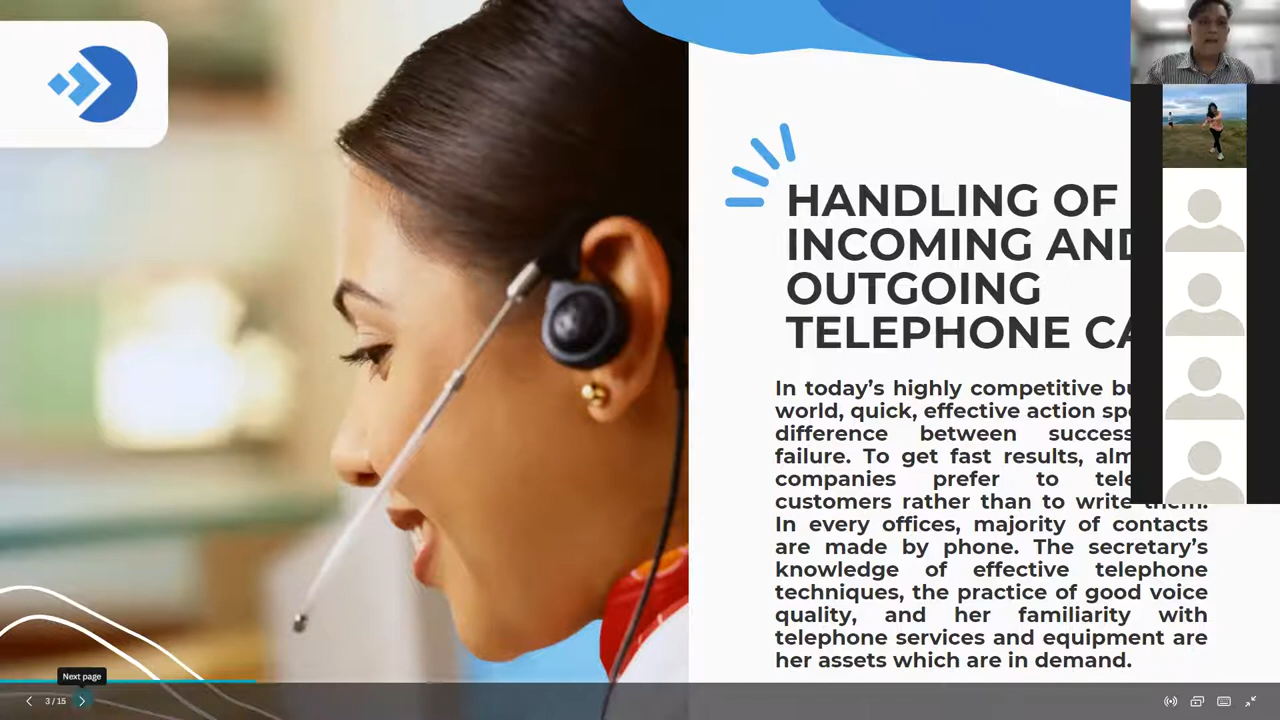 HANDLING OF
INCOMING AND
OUTGOING
TELEPHONE
In today's highly competitive
world, quick, effective action
difference between success
failure. To get fast results,
companies prefer to
customers rather than to write them.
In every offices, majority of contacts
are made by phone. The secretary's
knowledge of effective telephone
techniques, the practice of good voice
quality, and her familiarity with
telephone services and equipment are
her assets which are in demand.
Next page
3 / 15